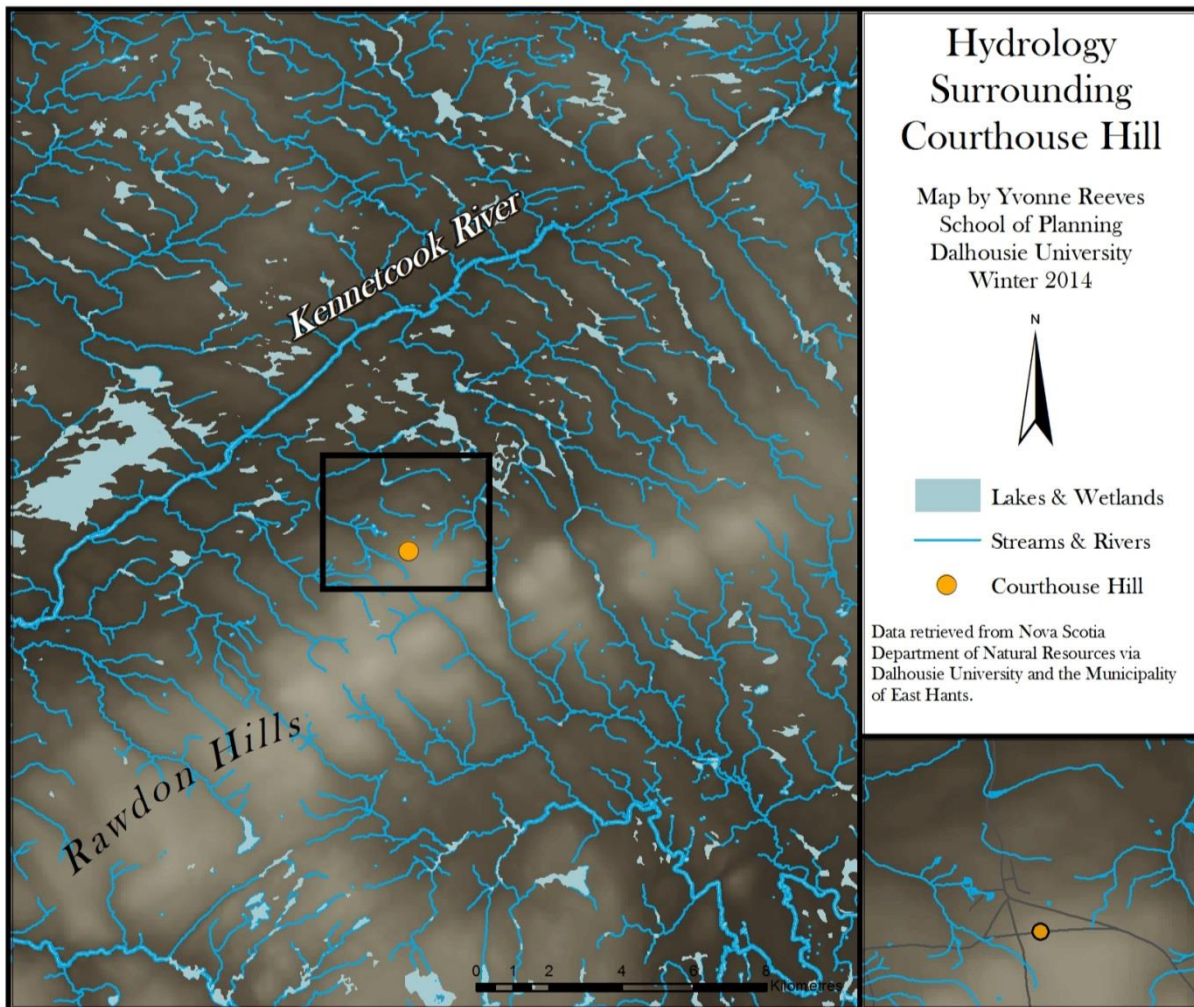 Hydrology
Surrounding
Courthouse Hill
Map by Yvonne Reeves
School of Planning
Dalhousie University
Winter 2014
N
Lakes & Wetlands
Streams & Rivers
Courthouse Hill
Data retrieved from Nova Scotia
Department of Natural Resources via
Dalhousie University and the Municipality
of East Hants.
Kennetcook River
Rawdon Hills
0 1 2 4 6 8
Kilometres